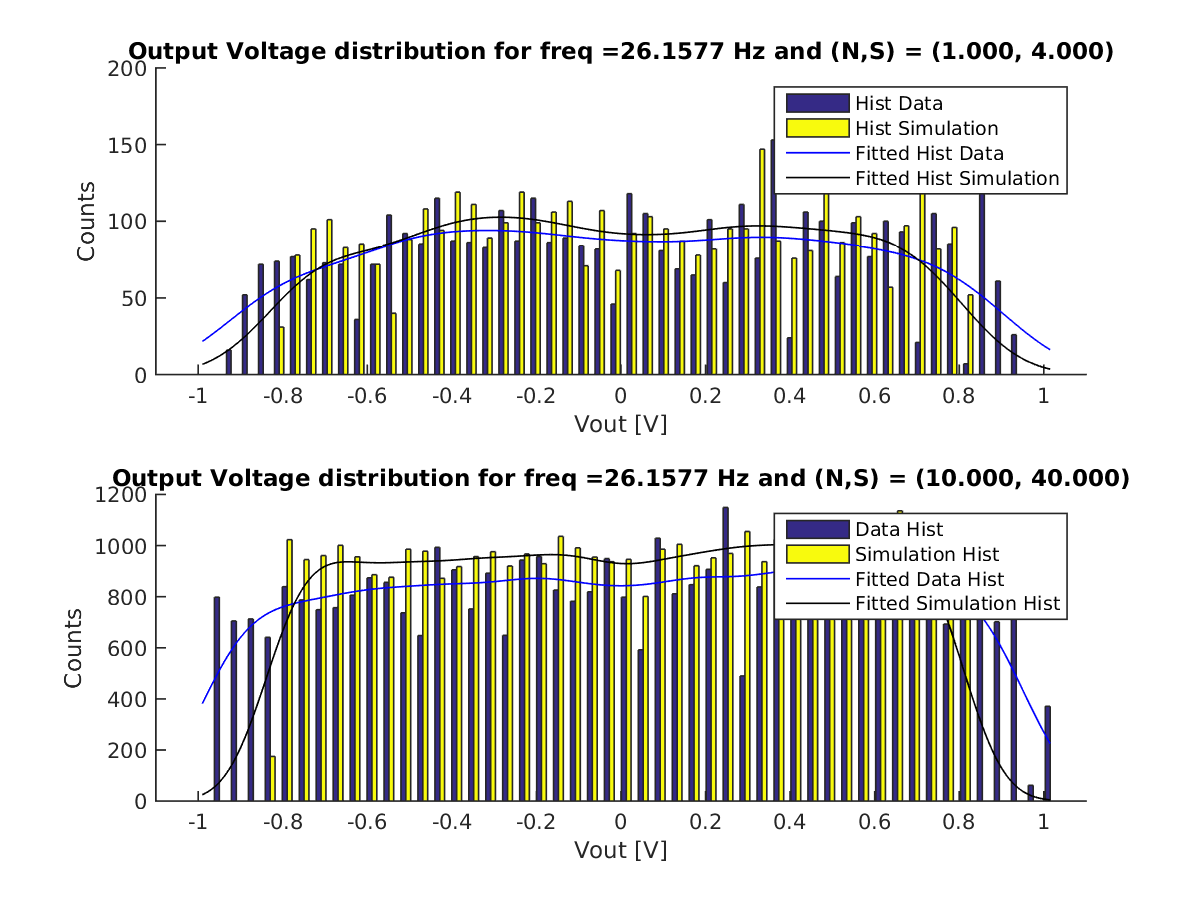 Output Voltage distribution for freq =26.1577 Hz and (N,S) = (1.000, 4.000)
200
150
100
50
0
Counts
Hist Data
Hist Simulation
Fitted Hist Data
Fitted Hist Simulation
-1 -0.8 -0.6 -0.4 -0.2 0 0.2 0.4 0.6 0.8 1
Vout [V]
Output Voltage distribution for freq =26.1577 Hz and (N,S) = (10.000, 40.000)
1200
1000
800
600
400
200
0
Counts
Data Hist
Simulation Hist
Fitted Data Hist
Fitted Simulation Hist
-1 -0.8 -0.6 -0.4 -0.2 0 0.2 0.4 0.6 0.8 1
Vout [V]